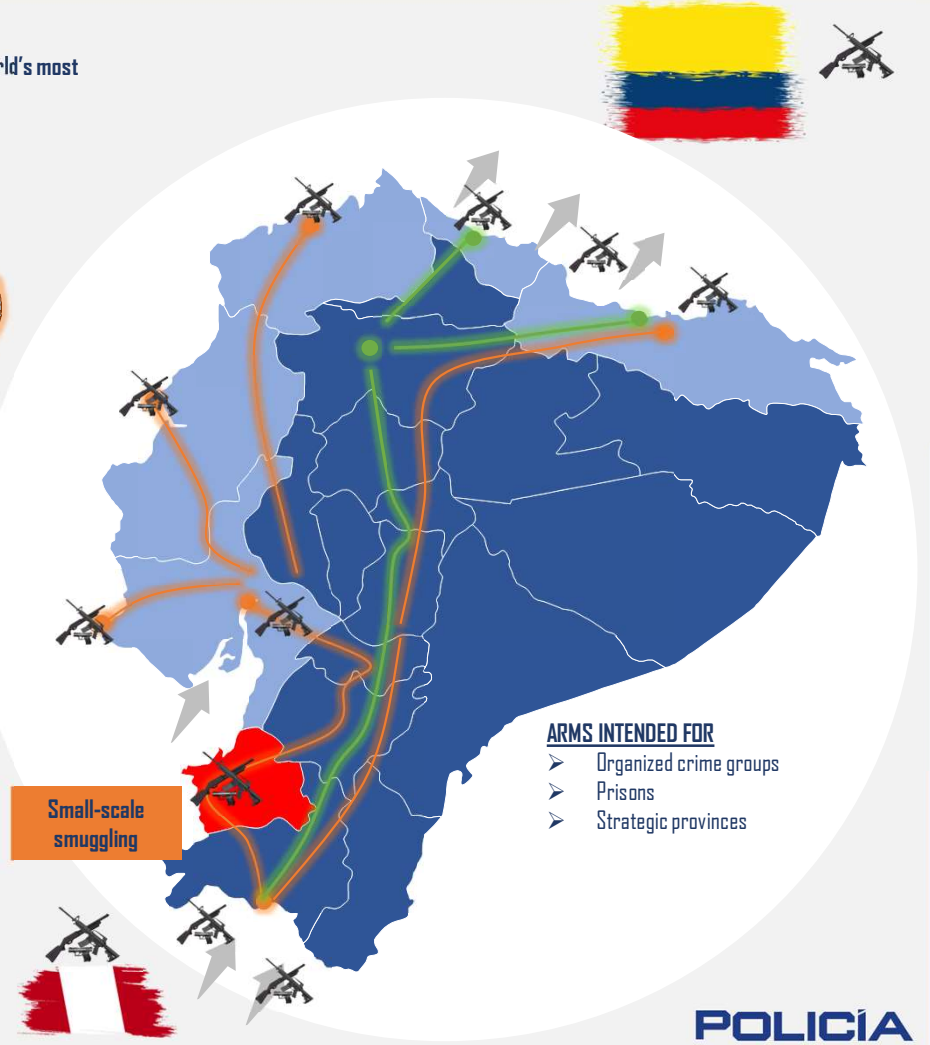 rld's most
ARMS INTENDED FOR
➢ Organized crime groups
➢ Prisons
➢ Strategic provinces
Small-scale
smuggling
POLICÍA